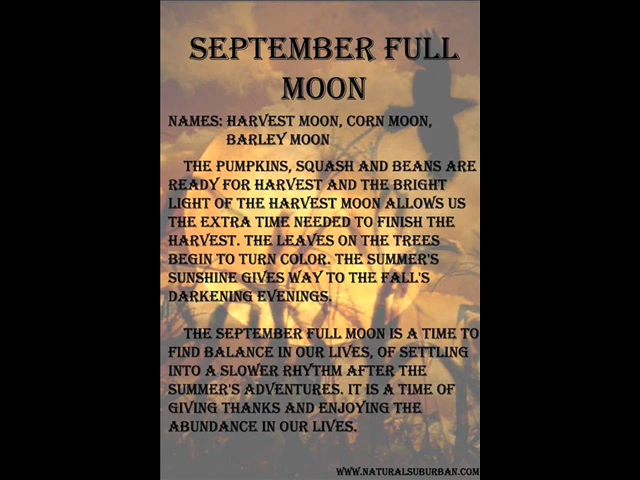 SEPTEMBER FULL
MOON
NAMES: HARVEST MOON, CORN MOON,
BARLEY MOON
THE PUMPKINS, SQUASH AND BEANS ARE
READY FOR HARVEST AND THE BRIGHT
LIGHT OF THE HARVEST MOON ALLOWS US
THE EXTRA TIME NEEDED TO FINISH THE
HARVEST. THE LEAVES ON THE TREES
BEGIN TO TURN COLOR. THE SUMMER'S
SUNSHINE GIVES WAY TO THE FALL'S
DARKENING EVENINGS.
THE SEPTEMBER FULL MOON IS A TIME TO
FIND BALANCE IN OUR LIVES, OF SETTLING
INTO A SLOWER RHYTHM AFTER THE
SUMMER'S ADVENTURES. IT IS A TIME OF
GIVING THANKS AND ENJOYING THE
ABUNDANCE IN OUR LIVES.
WWW.NATURALSUBURBAN.COM